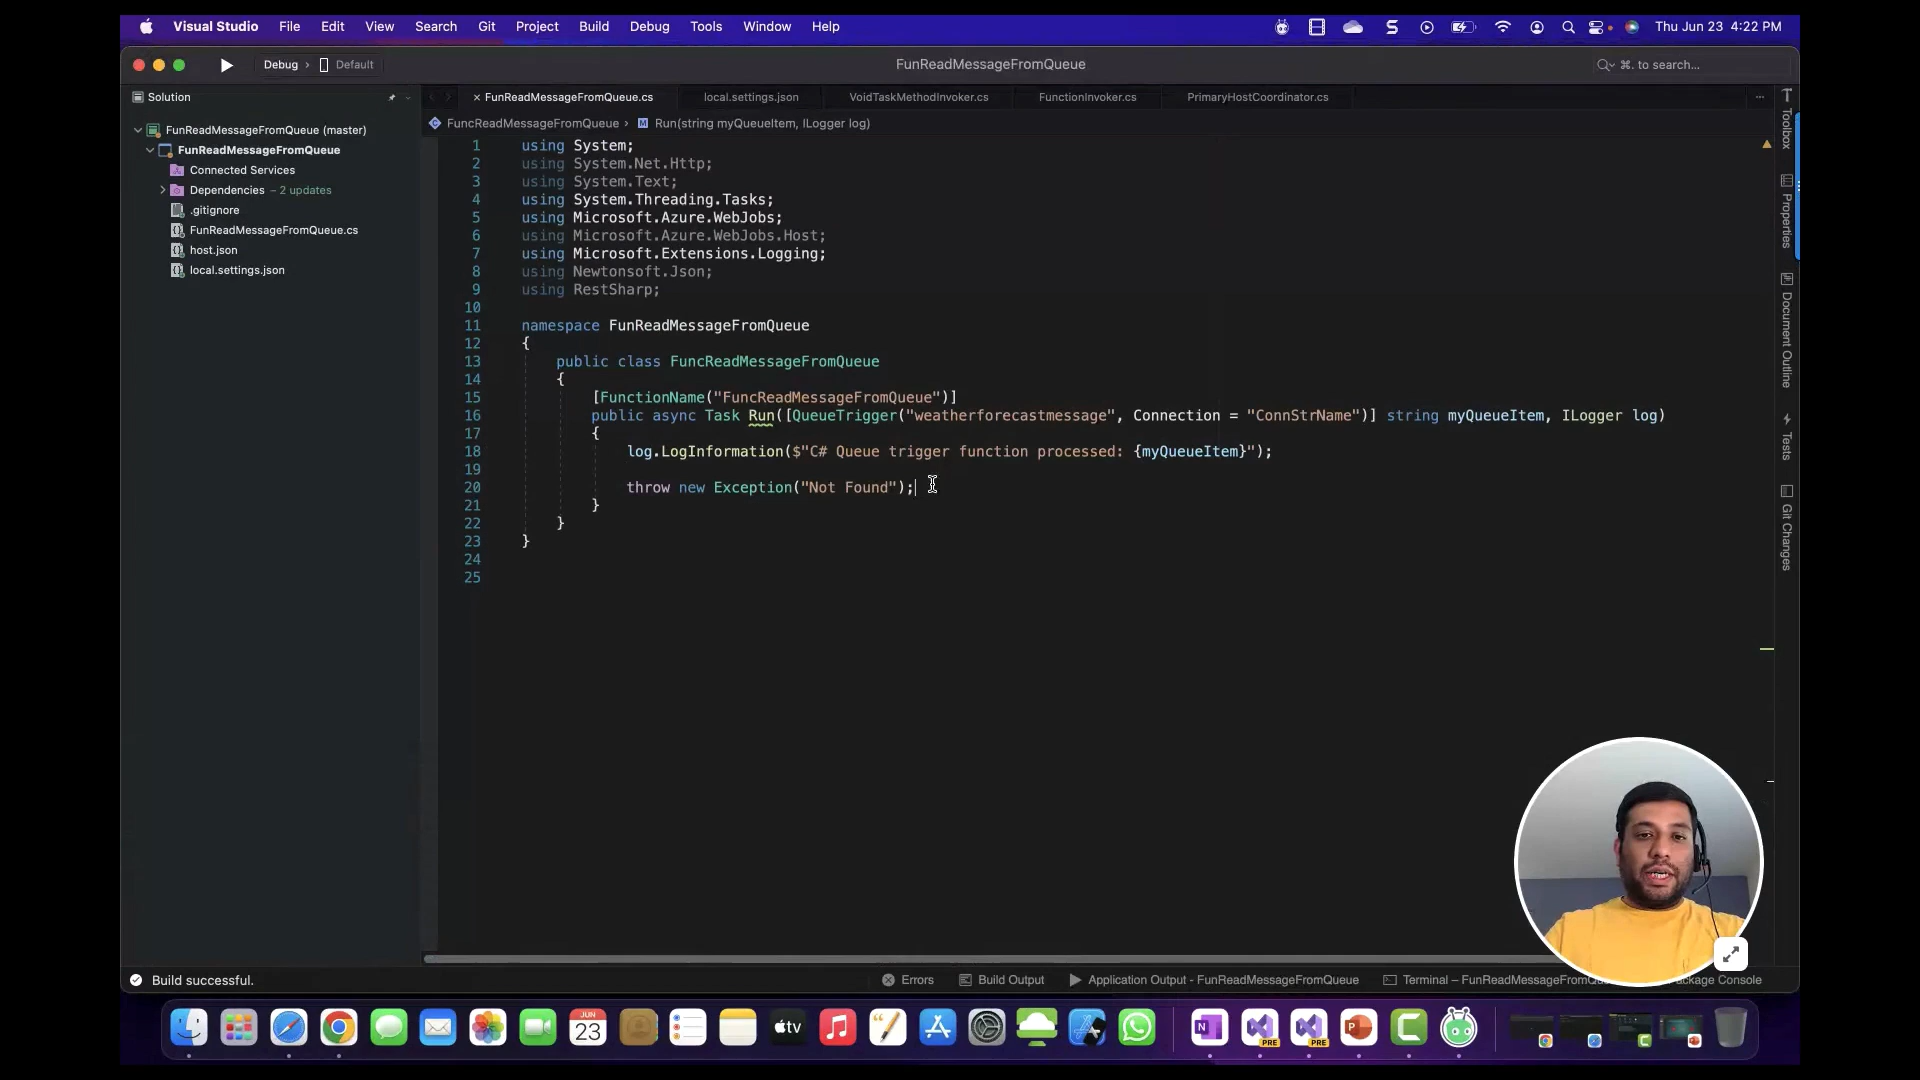 Visual Studio File Edit View Search Git Project Build Debug Tools Window Help Thu Jun 23 4:22 PM
Debug › Default FunReadMessageFromQueue ⌘. to search...
Solution
× FunReadMessageFromQueue.cs local.settings.json VoidTaskMethodInvoker.cs FunctionInvoker.cs PrimaryHostCoordinator.cs
FuncReadMessageFromQueue › M Run(string myQueueItem, ILogger log)
FunReadMessageFromQueue (master)
FunReadMessageFromQueue
Connected Services
Dependencies – 2 updates
.gitignore
FunReadMessageFromQueue.cs
host.json
local.settings.json
1 using System;
2 using System.Net.Http;
3 using System.Text;
4 using System.Threading.Tasks;
5 using Microsoft.Azure.WebJobs;
6 using Microsoft.Azure.WebJobs.Host;
7 using Microsoft.Extensions.Logging;
8 using Newtonsoft.Json;
9 using RestSharp;
10
11 namespace FunReadMessageFromQueue
12 {
13 public class FuncReadMessageFromQueue
14 {
15 [FunctionName("FuncReadMessageFromQueue")]
16 public async Task Run([QueueTrigger("weatherforecastmessage", Connection = "ConnStrName")] string myQueueItem, ILogger log)
17 {
18 log.LogInformation($"C# Queue trigger function processed: {myQueueItem}");
19
20 throw new Exception("Not Found");
21 }
22 }
23 }
24
25
Toolbox
Properties
Document Outline
Tests
Git Changes
Build successful. Errors Build Output Application Output - FunReadMessageFromQueue Terminal – FunReadMessageFromQu ackage Console
JUN
23
tv
PRE
PRE